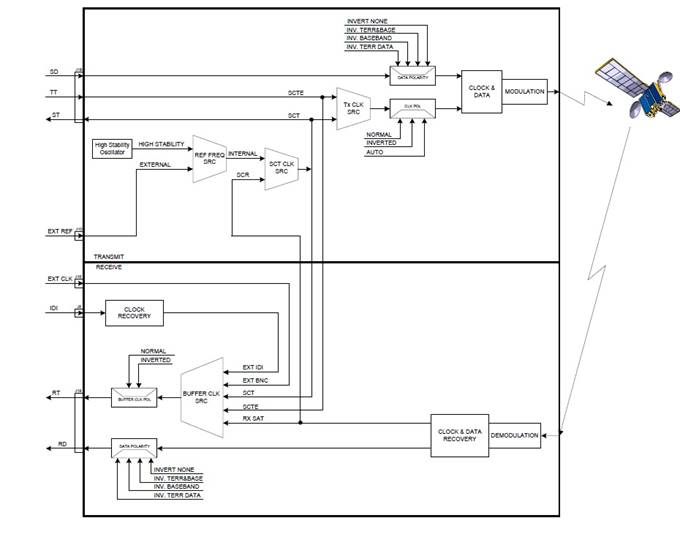 INVERT NONE
INV. TERR&BASE
INV. BASEBAND
INV. TERR DATA
SD
DATA POLARITY
CLOCK &
DATA
MODULATION
TT
SCTE
Tx CLK
SRC
CLK POL
ST
SCT
NORMAL
INVERTED
AUTO
High Stability
Oscillator
HIGH STABILITY
EXTERNAL
REF FREQ
SRC
INTERNAL
SCT CLK
SRC
SCR
EXT REF
TRANSMIT
RECEIVE
EXT CLK
IDI
CLOCK
RECOVERY
NORMAL
INVERTED
EXT IDI
EXT BNC
SCT
SCTE
RX SAT
BUFFER CLK
SRC
RT
BUFFER CLK POL
RD
DATA POLARITY
CLOCK & DATA
RECOVERY
DEMODULATION
INVERT NONE
INV. TERR&BASE
INV. BASEBAND
INV. TERR DATA